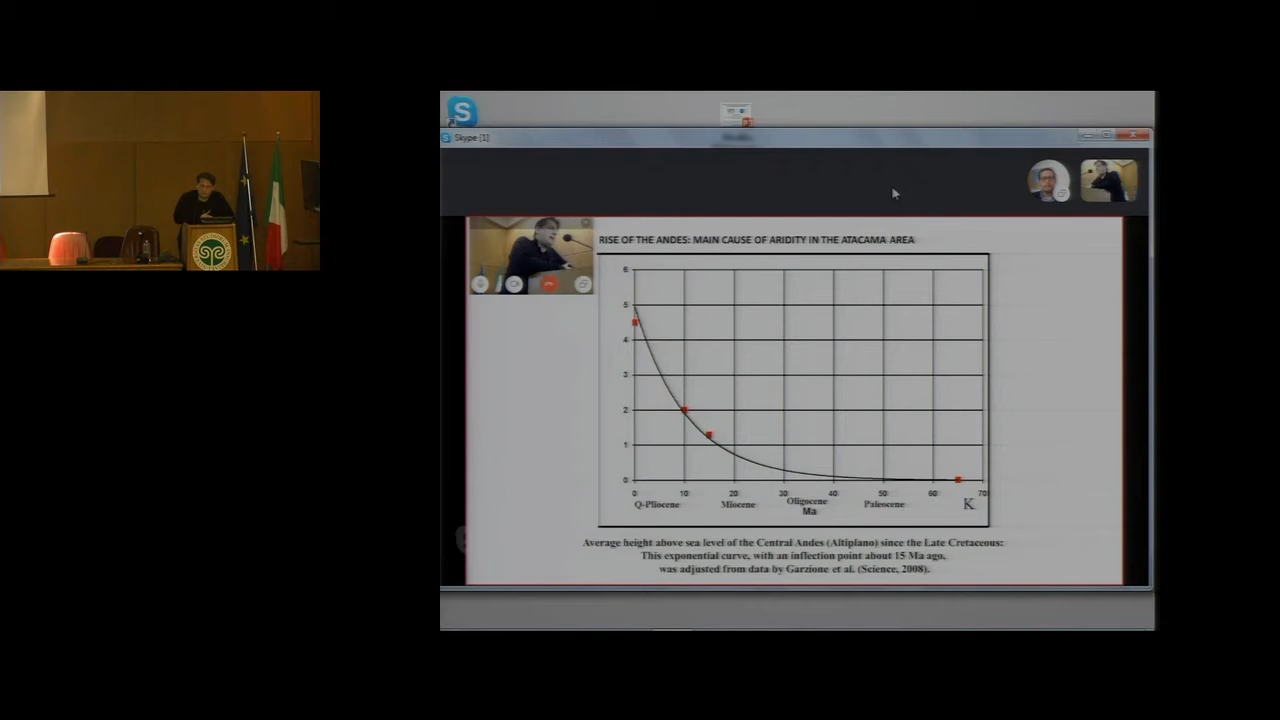 S
Skype [1]
RISE OF THE ANDES: MAIN CAUSE OF ARIDITY IN THE ATACAMA AREA
6
5
4
3
2
1
0
0 10 20 30 40 50 60 70
Q-Pliocene Miocene Oligocene Paleocene K
Ma
Average height above sea level of the Central Andes (Altiplano) since the Late Cretaceous:
This exponential curve, with an inflection point about 15 Ma ago,
was adjusted from data by Garzione et al. (Science, 2008).